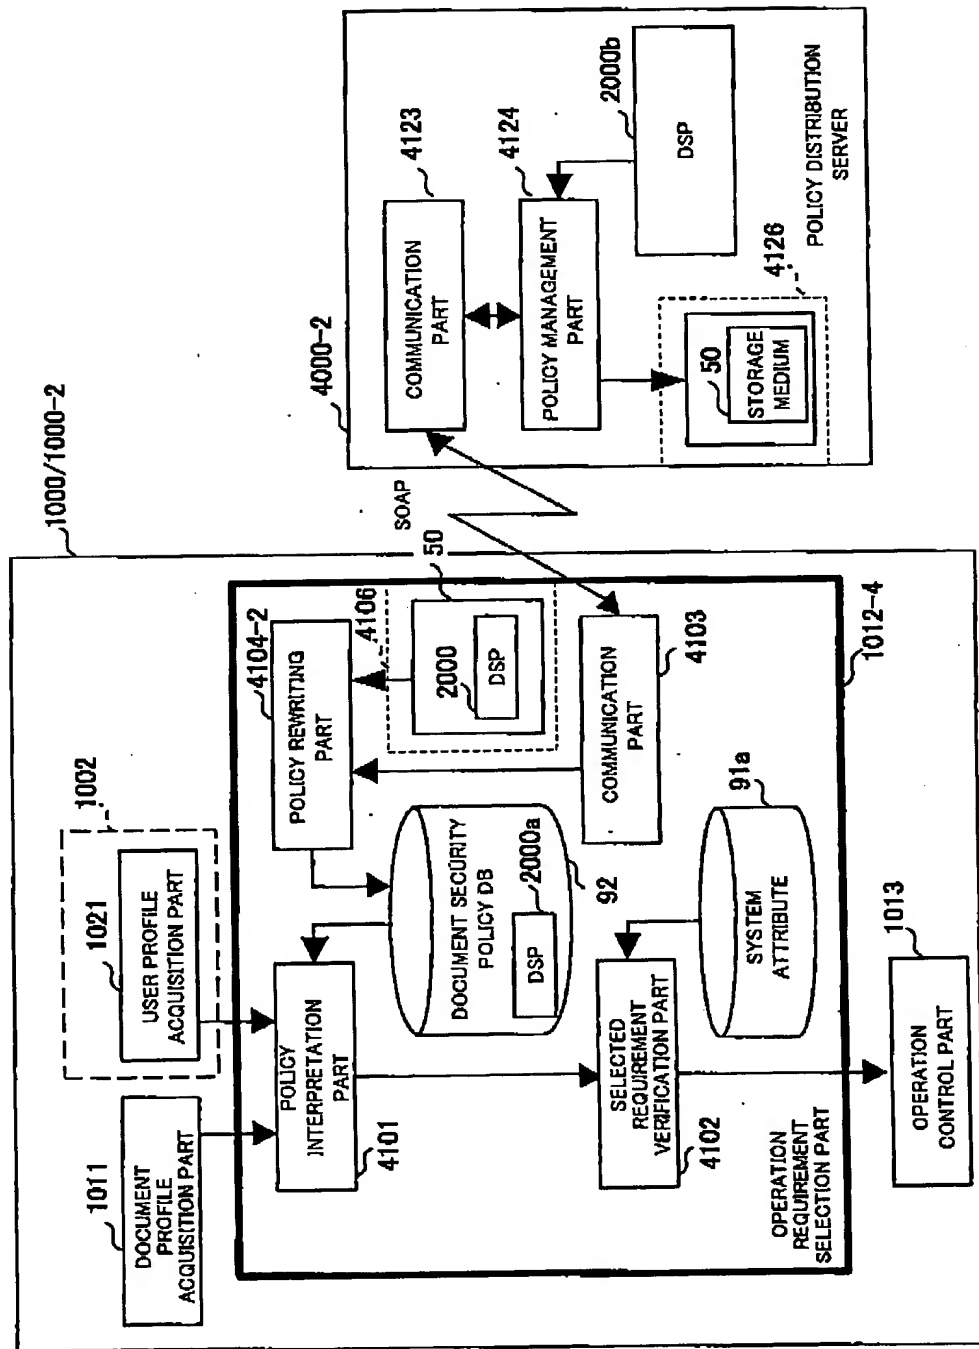 1000/1000-2
1011
DOCUMENT
PROFILE
ACQUISITION PART
1002
1021
USER PROFILE
ACQUISITION PART
POLICY
INTERPRETATION
PART
4101
4104-2
POLICY REWRITING
PART
4106
50
2000
DSP
DOCUMENT SECURITY
POLICY DB
2000a
DSP
92
COMMUNICATION
PART
4103
SELECTED
REQUIREMENT
VERIFICATION PART
4102
SYSTEM
ATTRIBUTE
91a
OPERATION
REQUIREMENT
SELECTION PART
1012-4
OPERATION
CONTROL PART
1013
SOAP
4000-2
COMMUNICATION
PART
4123
POLICY MANAGEMENT
PART
4124
2000b
DSP
50
STORAGE
MEDIUM
4126
POLICY DISTRIBUTION
SERVER